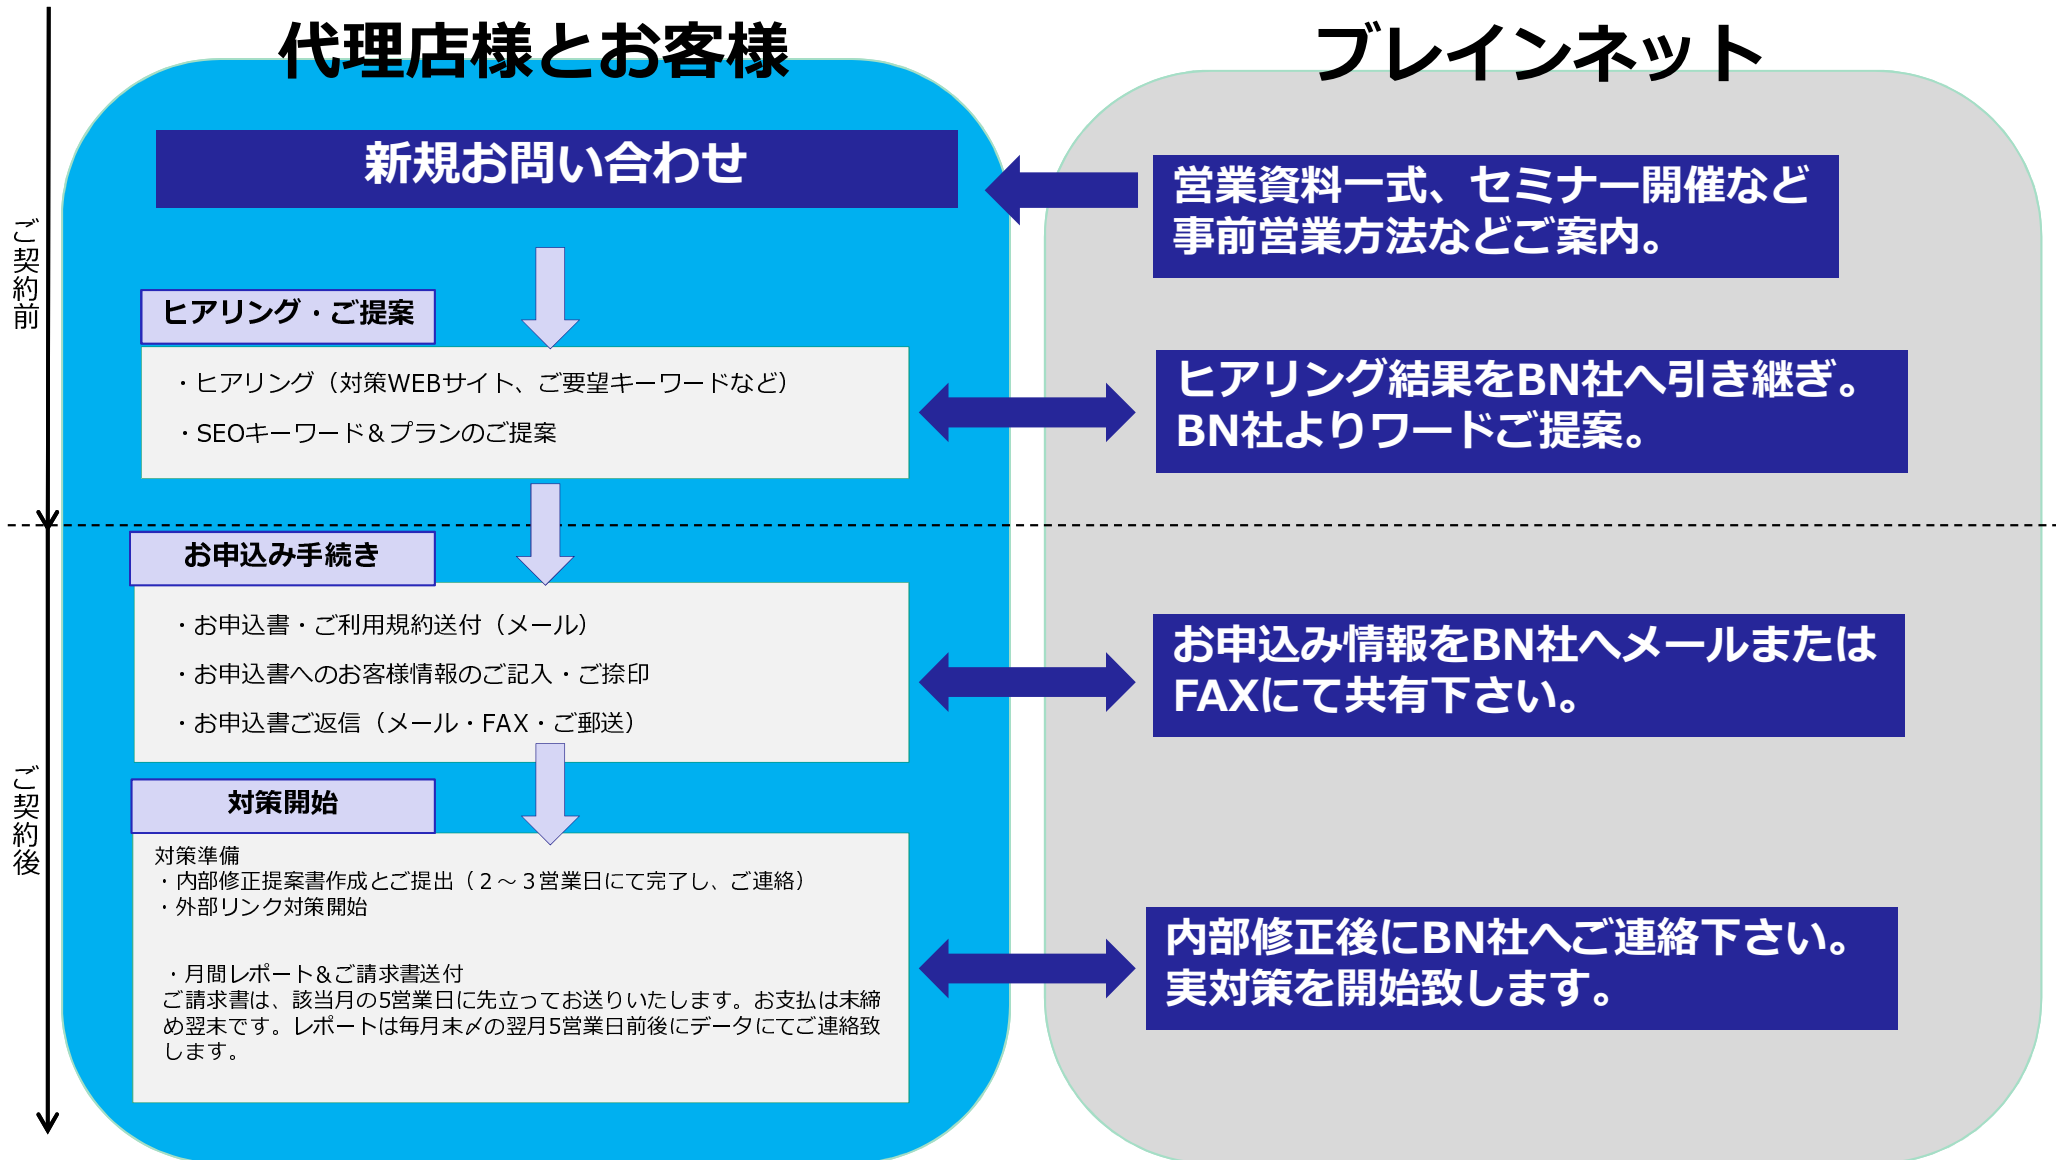 代理店様とお客様
ブレインネット
ご契約前
新規お問い合わせ
営業資料一式、セミナー開催など
事前営業方法などご案内。
ヒアリング・ご提案
・ヒアリング（対策WEBサイト、ご要望キーワードなど）
・SEOキーワード＆プランのご提案
ヒアリング結果をBN社へ引き継ぎ。
BN社よりワードご提案。
ご契約後
お申込み手続き
・お申込書・ご利用規約送付（メール）
・お申込書へのお客様情報のご記入・ご捺印
・お申込書ご返信（メール・FAX・ご郵送）
お申込み情報をBN社へメールまたは
FAXにて共有下さい。
対策開始
対策準備
・内部修正提案書作成とご提出（２～３営業日にて完了し、ご連絡）
・外部リンク対策開始
・月間レポート＆ご請求書送付
ご請求書は、該当月の5営業日に先立ってお送りいたします。お支払は末締
め翌末です。レポートは毎月末〆の翌月5営業日前後にデータにてご連絡致
します。
内部修正後にBN社へご連絡下さい。
実対策を開始致します。